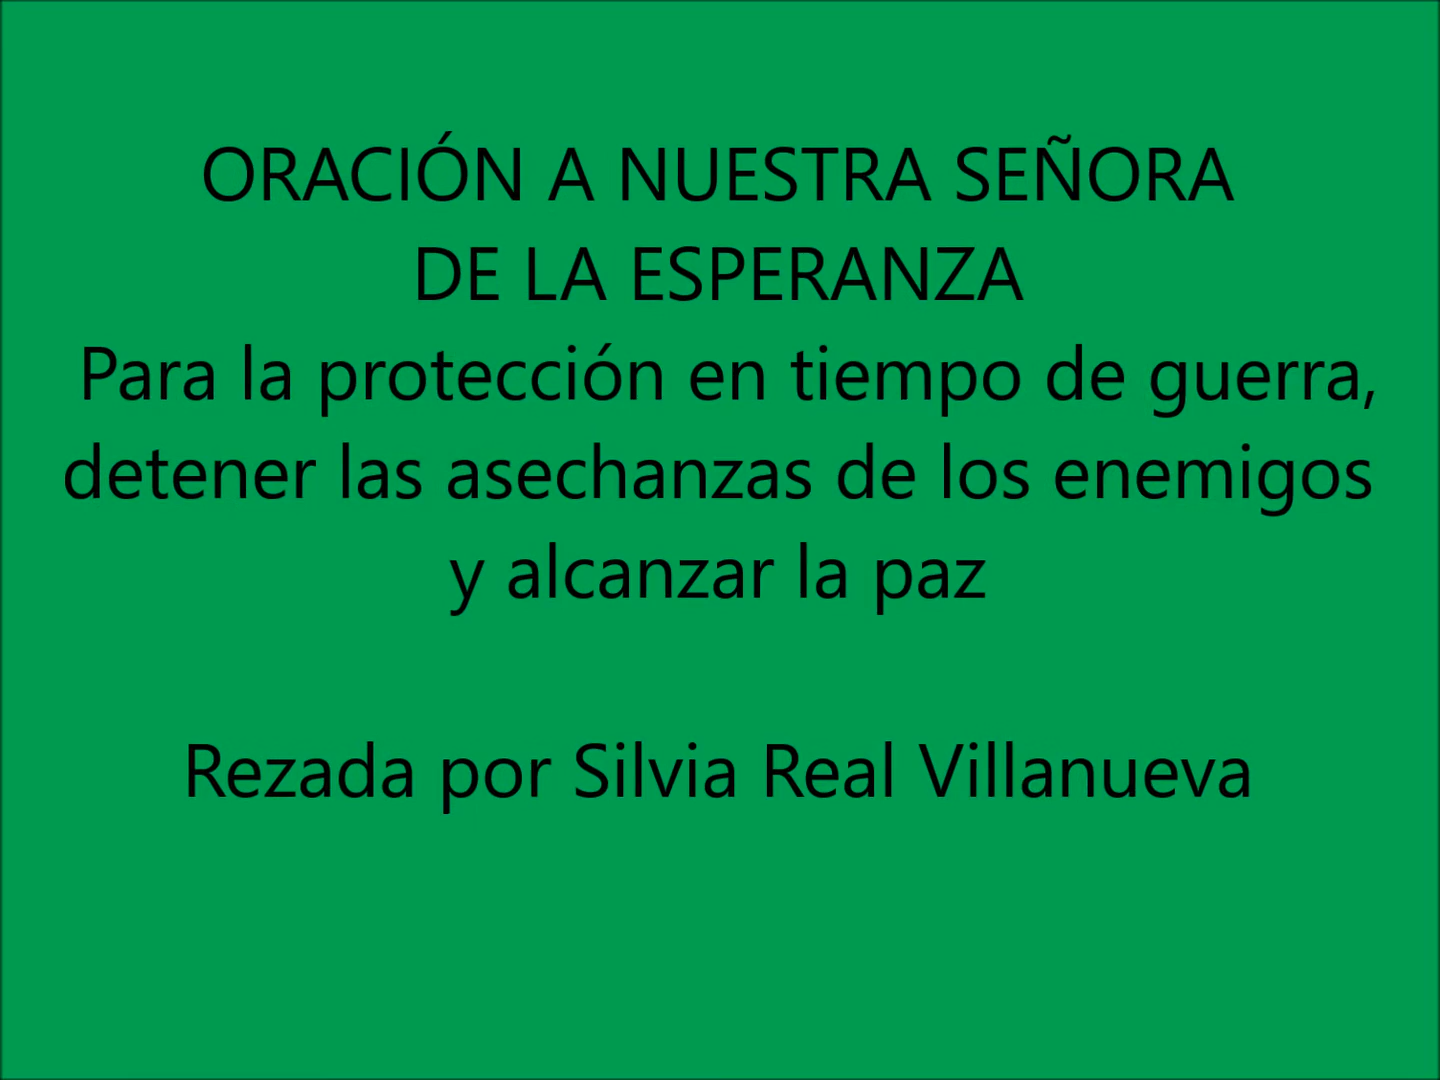 ORACIÓN A NUESTRA SEÑORA
DE LA ESPERANZA
Para la protección en tiempo de guerra,
detener las asechanzas de los enemigos
y alcanzar la paz
Rezada por Silvia Real Villanueva